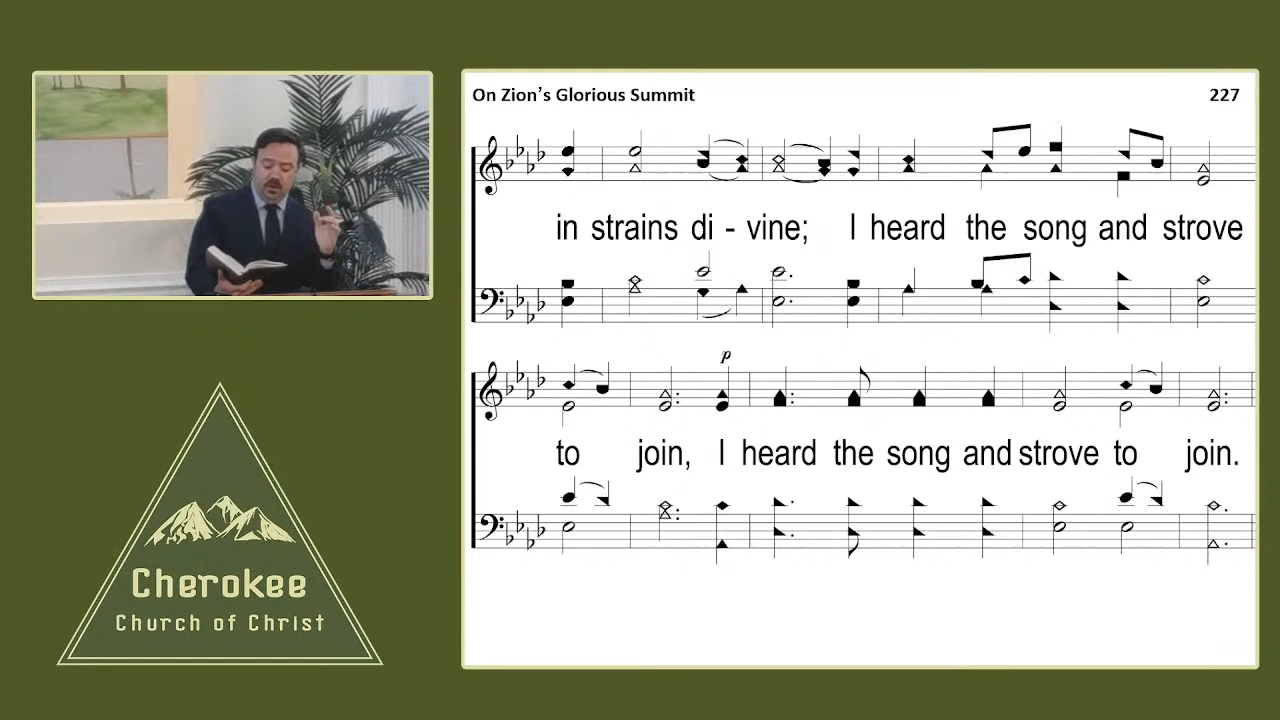 On Zion's Glorious Summit
227
in strains di - vine; I heard the song and strove
p
to join, I heard the song and strove to join.
Cherokee
Church of Christ